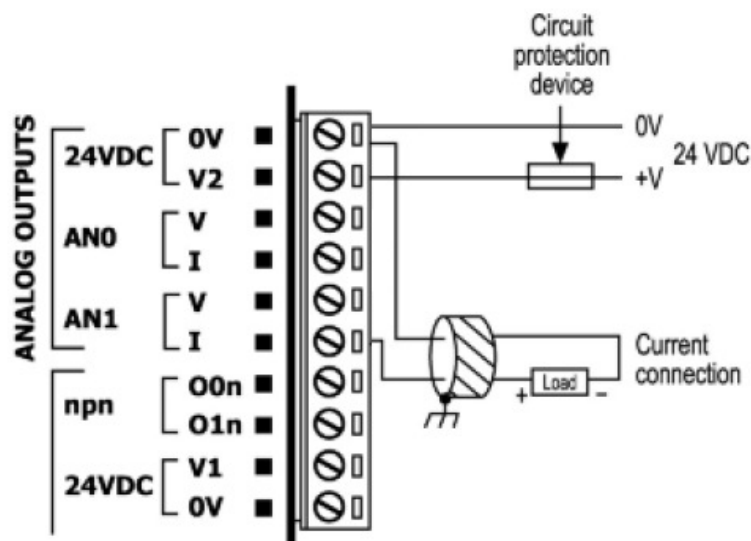 Circuit
protection
device
ANALOG OUTPUTS
24VDC
0V
V2
0V
24 VDC
+V
AN0
V
I
AN1
V
I
Current
connection
+ Load −
npn
O0n
O1n
24VDC
V1
0V